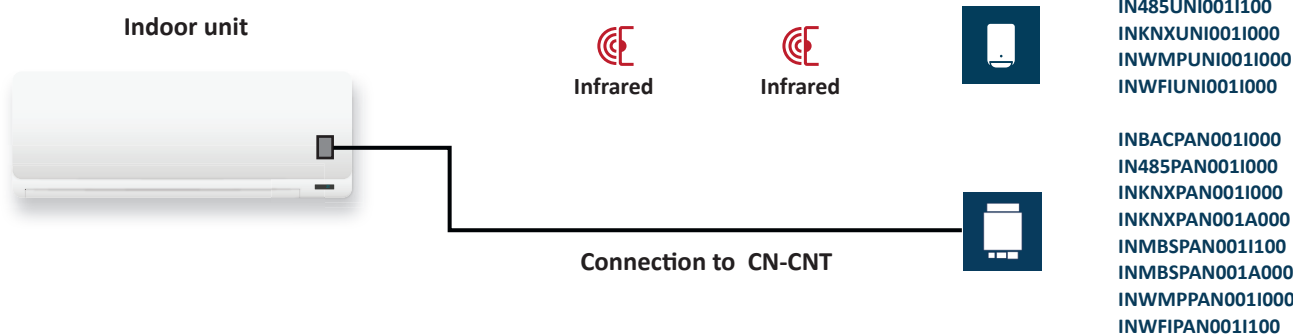 Indoor unit
Infrared
Infrared
Connection to CN-CNT
IN485UNI001I100
INKNXUNI001I000
INWMPUNI001I000
INWFIUNI001I000
INBACPAN001I000
IN485PAN001I000
INKNXPAN001I000
INKNXPAN001A000
INMBSPAN001I100
INMBSPAN001A000
INWMPPAN001I000
INWFIPAN001I100